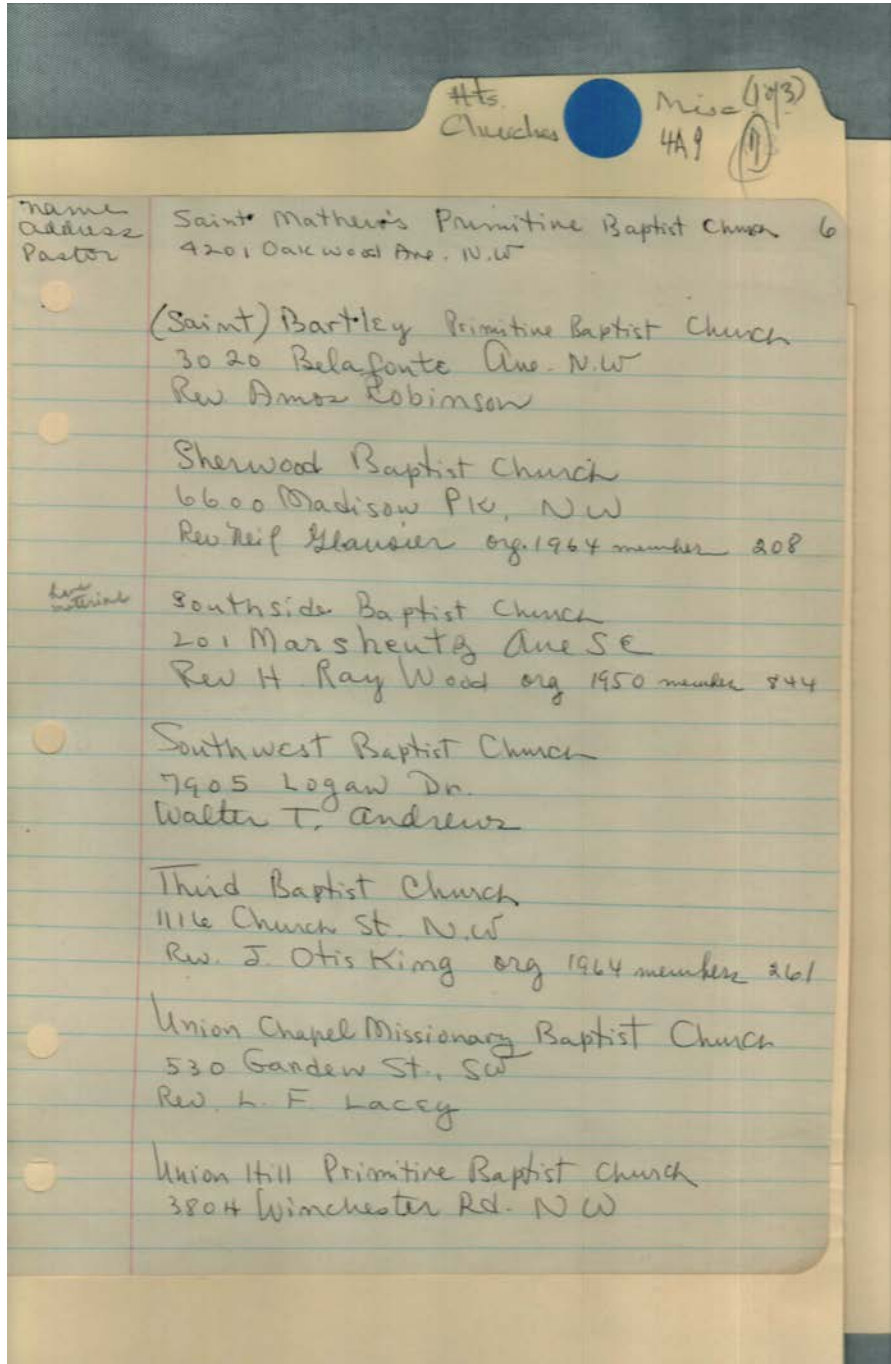 Hts. Misc (1 of 3)
Churches 4A9
name
address
Pastor
Saint Mathew's Primitive Baptist Church 6
4201 Oakwood Ave. N.W
(Saint) Bartley Primitive Baptist Church
3020 Belafonte Ave. N.W
Rev Amos Robinson
Sherwood Baptist Church
6600 Madison PK, NW
Rev Neil Glausier org. 1964 member 208
have
material
Southside Baptist Church
201 Ave SE
Rev H. Ray Wood org 1950 member 844
Southwest Baptist Church
7905 Logan Dr.
Walter T. Andrews
Third Baptist Church
1116 Church St. N.W
Rev. J. Otis King org 1964 members 261
Union Chapel Missionary Baptist Church
530 Garden St., SW
Rev. L. F. Lacey
Union Hill Primitive Baptist Church
3804 Winchester Rd. NW